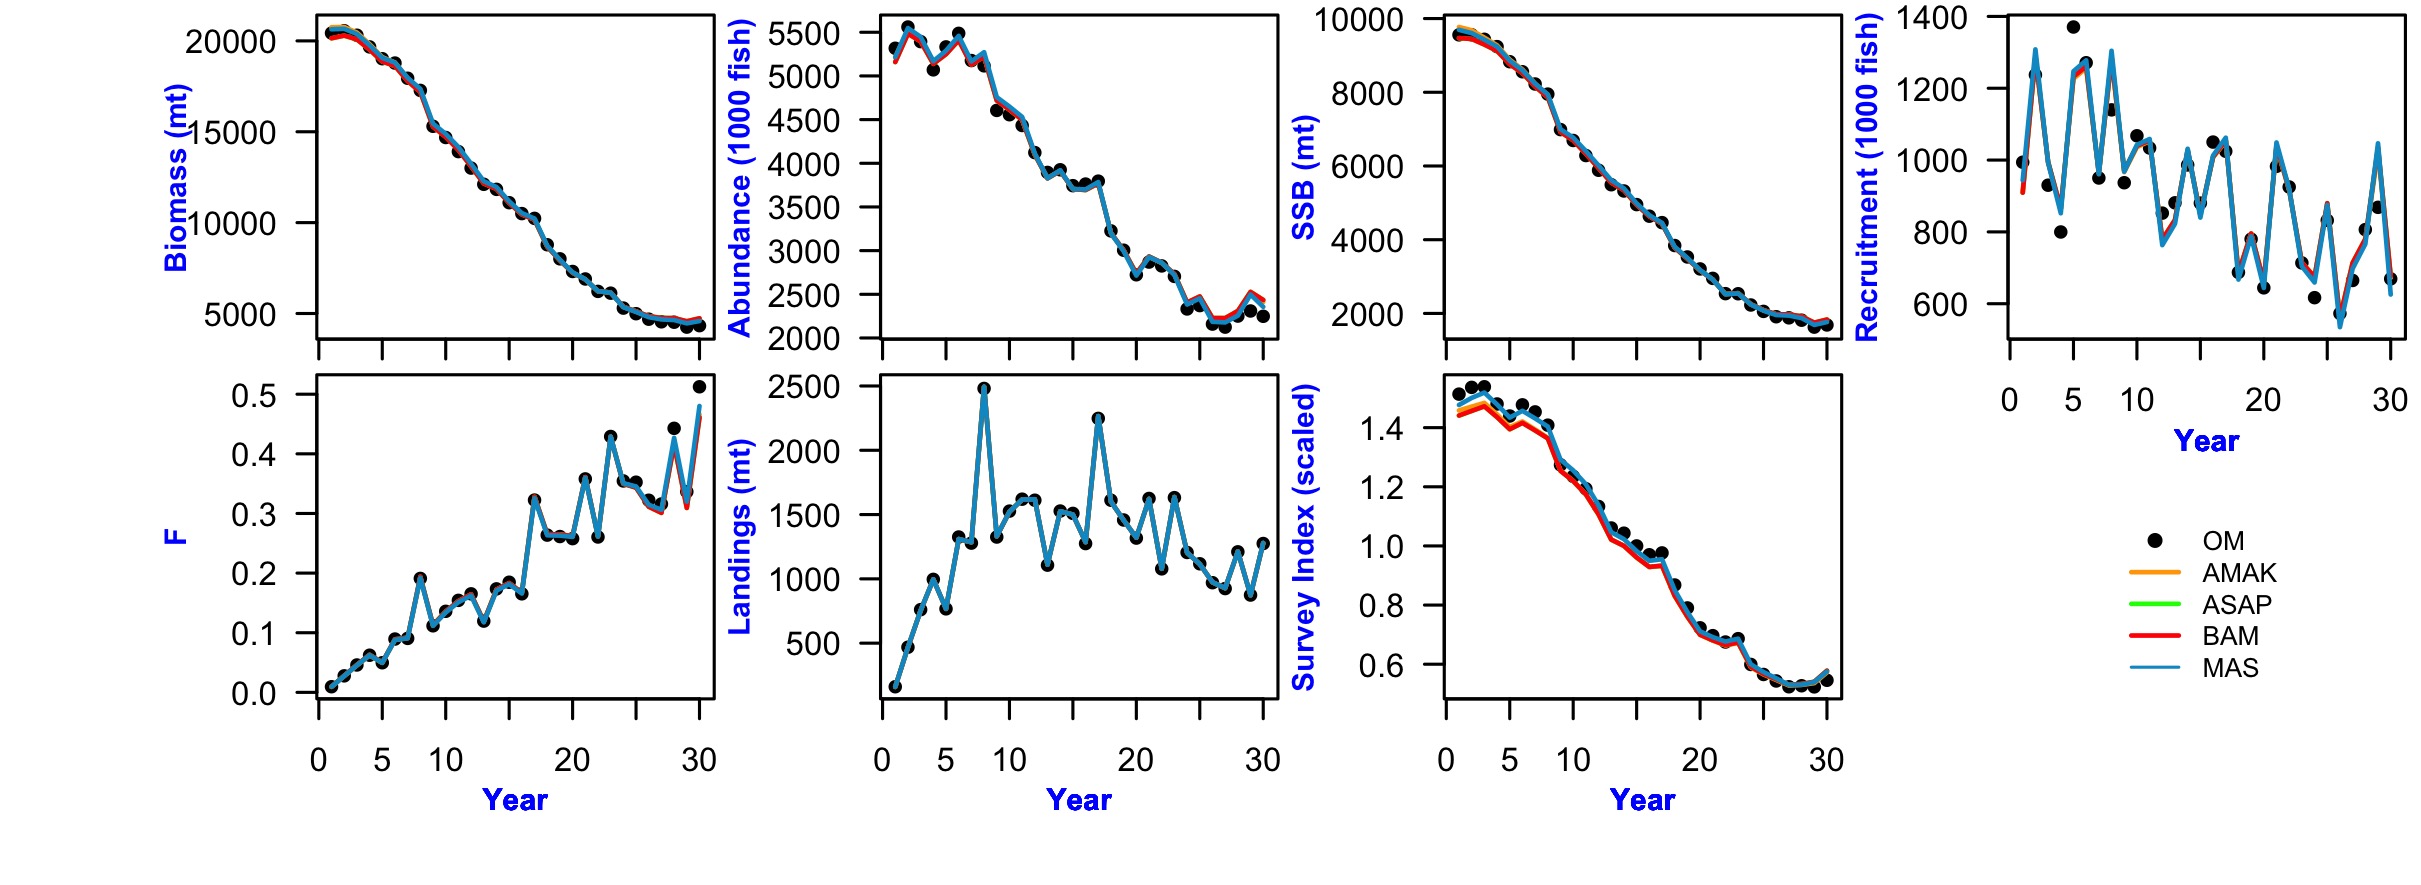 Biomass (mt)
20000
15000
10000
5000
Abundance (1000 fish)
5500
5000
4500
4000
3500
3000
2500
2000
SSB (mt)
10000
8000
6000
4000
2000
Recruitment (1000 fish)
1400
1200
1000
800
600
0 5 10 20 30
Year
F
0.5
0.4
0.3
0.2
0.1
0.0
0 5 10 20 30
Year
Landings (mt)
2500
2000
1500
1000
500
0 5 10 20 30
Year
Survey Index (scaled)
1.4
1.2
1.0
0.8
0.6
0 5 10 20 30
Year
OM
AMAK
ASAP
BAM
MAS